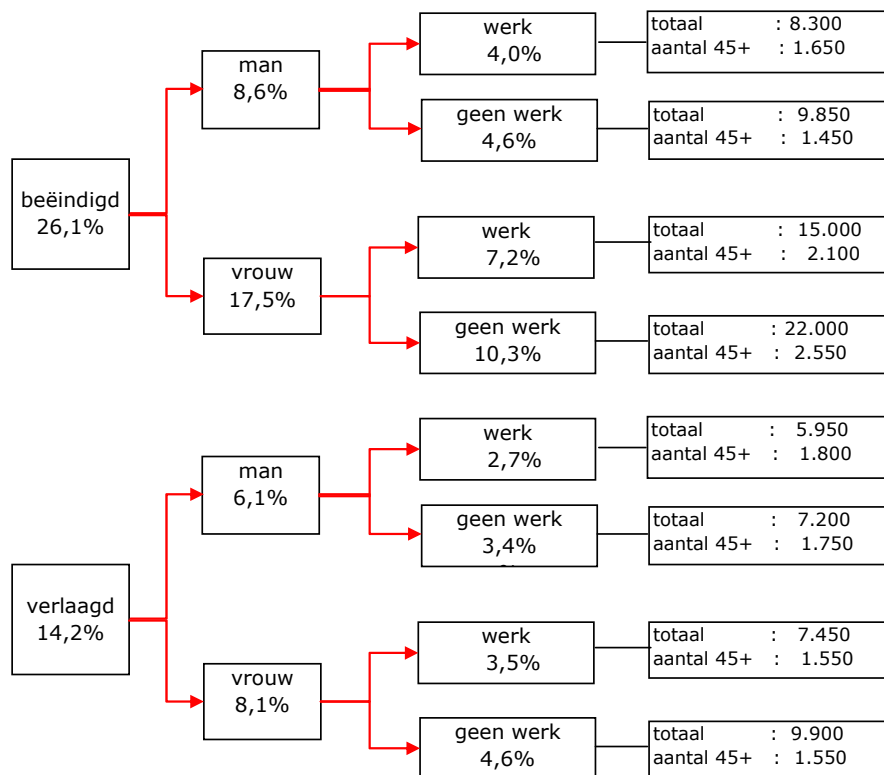 beëindigd
26,1%
man
8,6%
werk
4,0%
totaal : 8.300
aantal 45+ : 1.650
geen werk
4,6%
totaal : 9.850
aantal 45+ : 1.450
vrouw
17,5%
werk
7,2%
totaal : 15.000
aantal 45+ : 2.100
geen werk
10,3%
totaal : 22.000
aantal 45+ : 2.550
verlaagd
14,2%
man
6,1%
werk
2,7%
totaal : 5.950
aantal 45+ : 1.800
geen werk
3,4%
totaal : 7.200
aantal 45+ : 1.750
vrouw
8,1%
werk
3,5%
totaal : 7.450
aantal 45+ : 1.550
geen werk
4,6%
totaal : 9.900
aantal 45+ : 1.550